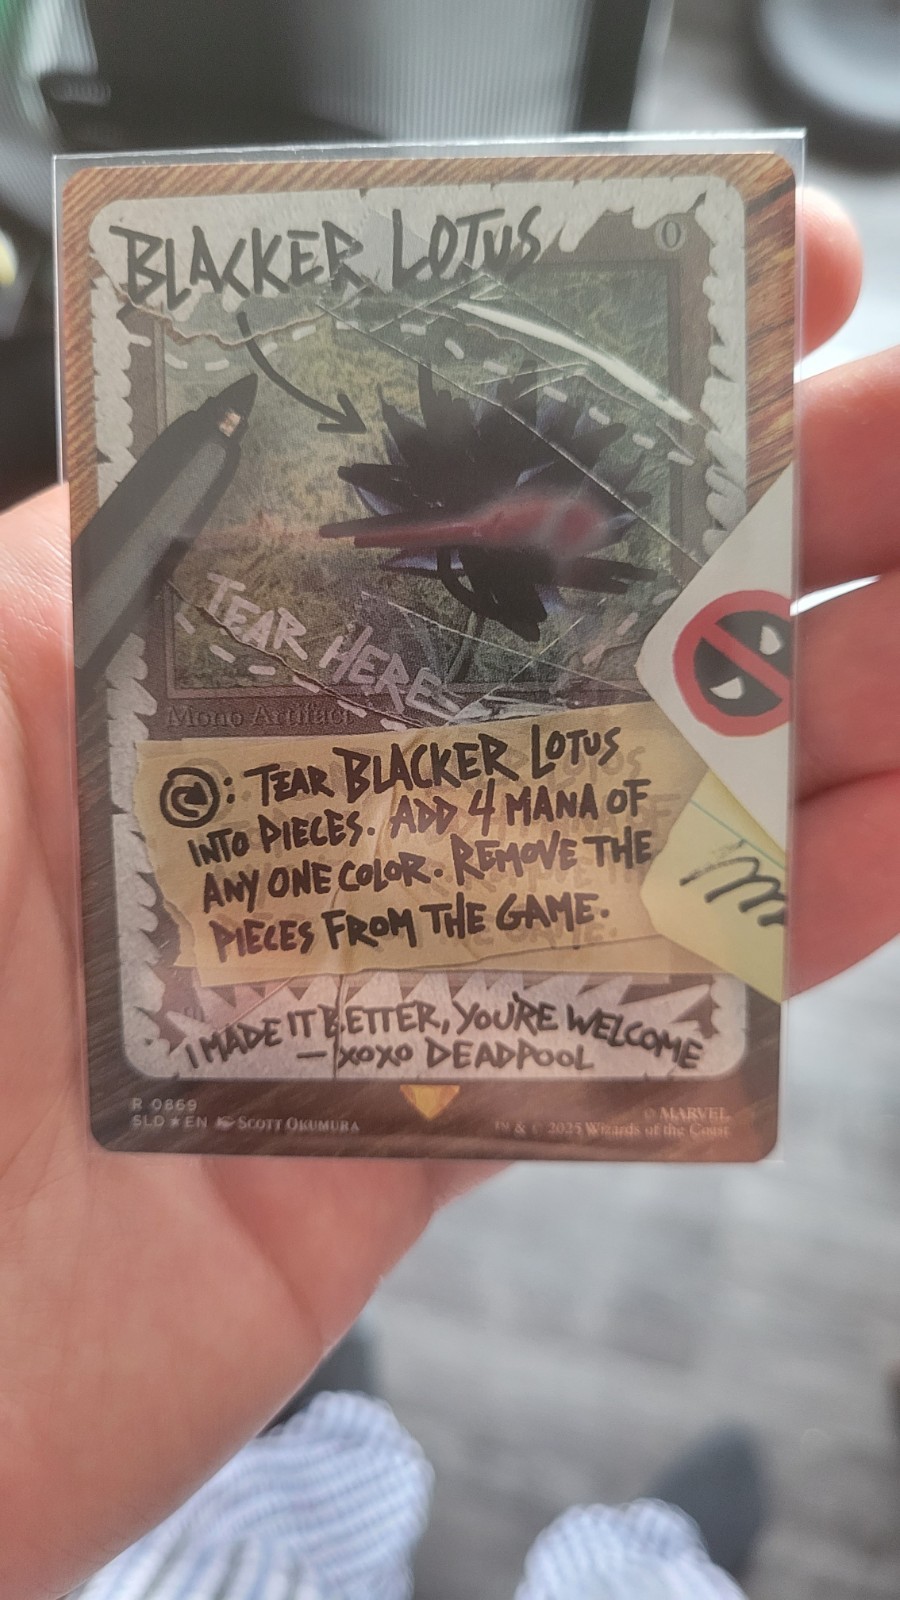 BLACKER LOTUS
0
TEAR HERE
Mono Artifact
: TEAR BLACKER LOTUS
INTO PIECES. ADD 4 MANA OF
ANY ONE COLOR. REMOVE THE
PIECES FROM THE GAME.
I MADE IT BETTER, YOU'RE WELCOME
— XOXO DEADPOOL
R 0869
SLD ★ EN SCOTT OKUMURA
© MARVEL
™ & © 2025 Wizards of the Coast